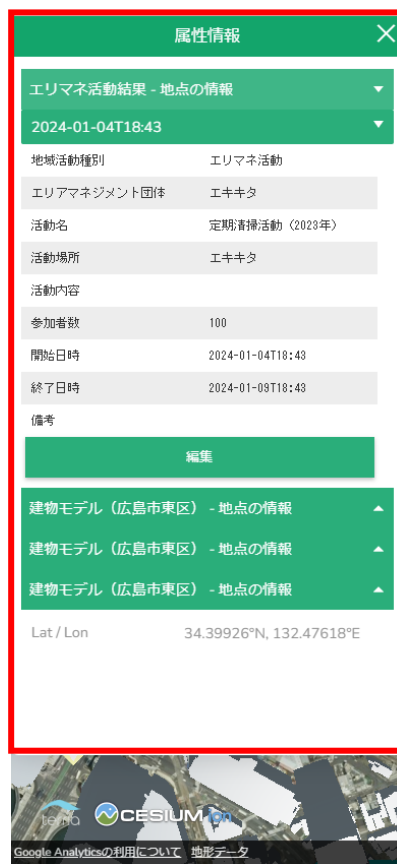 属性情報
エリマネ活動結果 - 地点の情報
2024-01-04T18:43
地域活動種別 エリマネ活動
エリアマネジメント団体 エキキタ
活動名 定期清掃活動（2023年）
活動場所 エキキタ
活動内容
参加者数 100
開始日時 2024-01-04T18:43
終了日時 2024-01-09T18:43
備考
編集
建物モデル（広島市東区） - 地点の情報
建物モデル（広島市東区） - 地点の情報
建物モデル（広島市東区） - 地点の情報
Lat / Lon 34.39926°N, 132.47618°E
terria CESIUM ion
Google Analyticsの利用について 地形データ